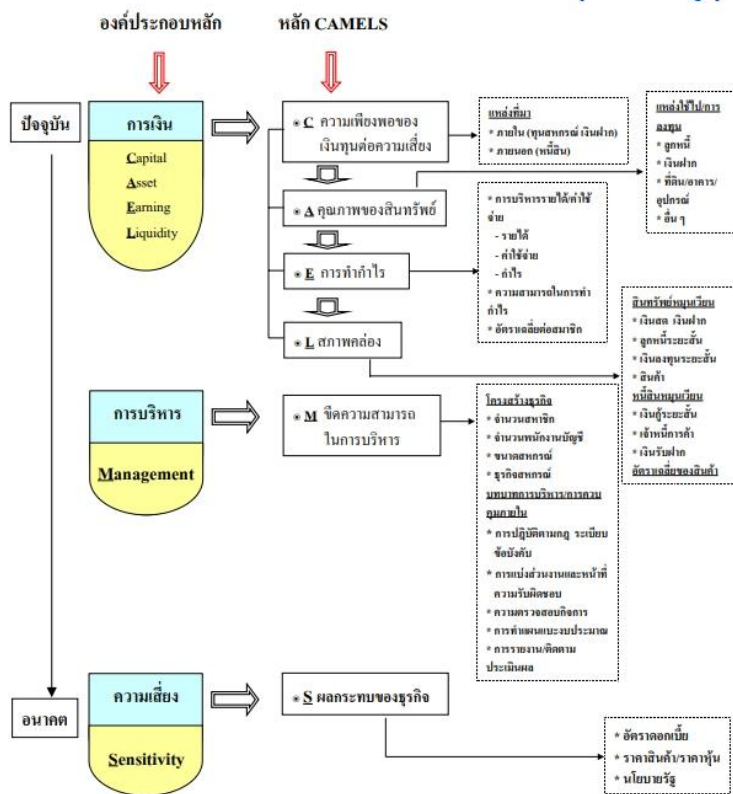 องค์ประกอบหลัก
หลัก CAMELS
ปัจจุบัน
การเงิน
Capital
Asset
Earning
Liquidity
* C ความเพียงพอของ
เงินทุนต่อความเสี่ยง
แหล่งที่มา
* ภายใน (ทุนสหกรณ์ เงินฝาก)
* ภายนอก (หนี้สิน)
แหล่งใช้ไป/การ
ลงทุน
* ลูกหนี้
* เงินฝาก
* ที่ดิน/อาคาร/
อุปกรณ์
* อื่น ๆ
* A คุณภาพของสินทรัพย์
* E การทำกำไร
* การบริหารรายได้/ค่าใช้
จ่าย
- รายได้
- ค่าใช้จ่าย
- กำไร
* ความสามารถในการทำ
กำไร
* อัตราเฉลี่ยต่อสมาชิก
* L สภาพคล่อง
สินทรัพย์หมุนเวียน
* เงินสด เงินฝาก
* ลูกหนี้ระยะสั้น
* เงินลงทุนระยะสั้น
* สินค้า
หนี้สินหมุนเวียน
* เงินกู้ระยะสั้น
* เจ้าหนี้การค้า
* เงินรับฝาก
อัตราเฉลี่ยของสินค้า
การบริหาร
Management
* M ขีดความสามารถ
ในการบริหาร
โครงสร้างธุรกิจ
* จำนวนสมาชิก
* จำนวนพนักงานบัญชี
* ขนาดสหกรณ์
* ธุรกิจสหกรณ์
บทบาทการบริหาร/การควบ
คุมภายใน
* การปฏิบัติตามกฎ ระเบียบ
ข้อบังคับ
* การแบ่งส่วนงานและหน้าที่
ความรับผิดชอบ
* ความตรวจสอบกิจการ
* การทำแผนแบะงบประมาณ
* การรายงาน/ติดตาม
ประเมินผล
อนาคต
ความเสี่ยง
Sensitivity
* S ผลกระทบของธุรกิจ
* อัตราดอกเบี้ย
* ราคาสินค้า/ราคาหุ้น
* นโยบายรัฐ